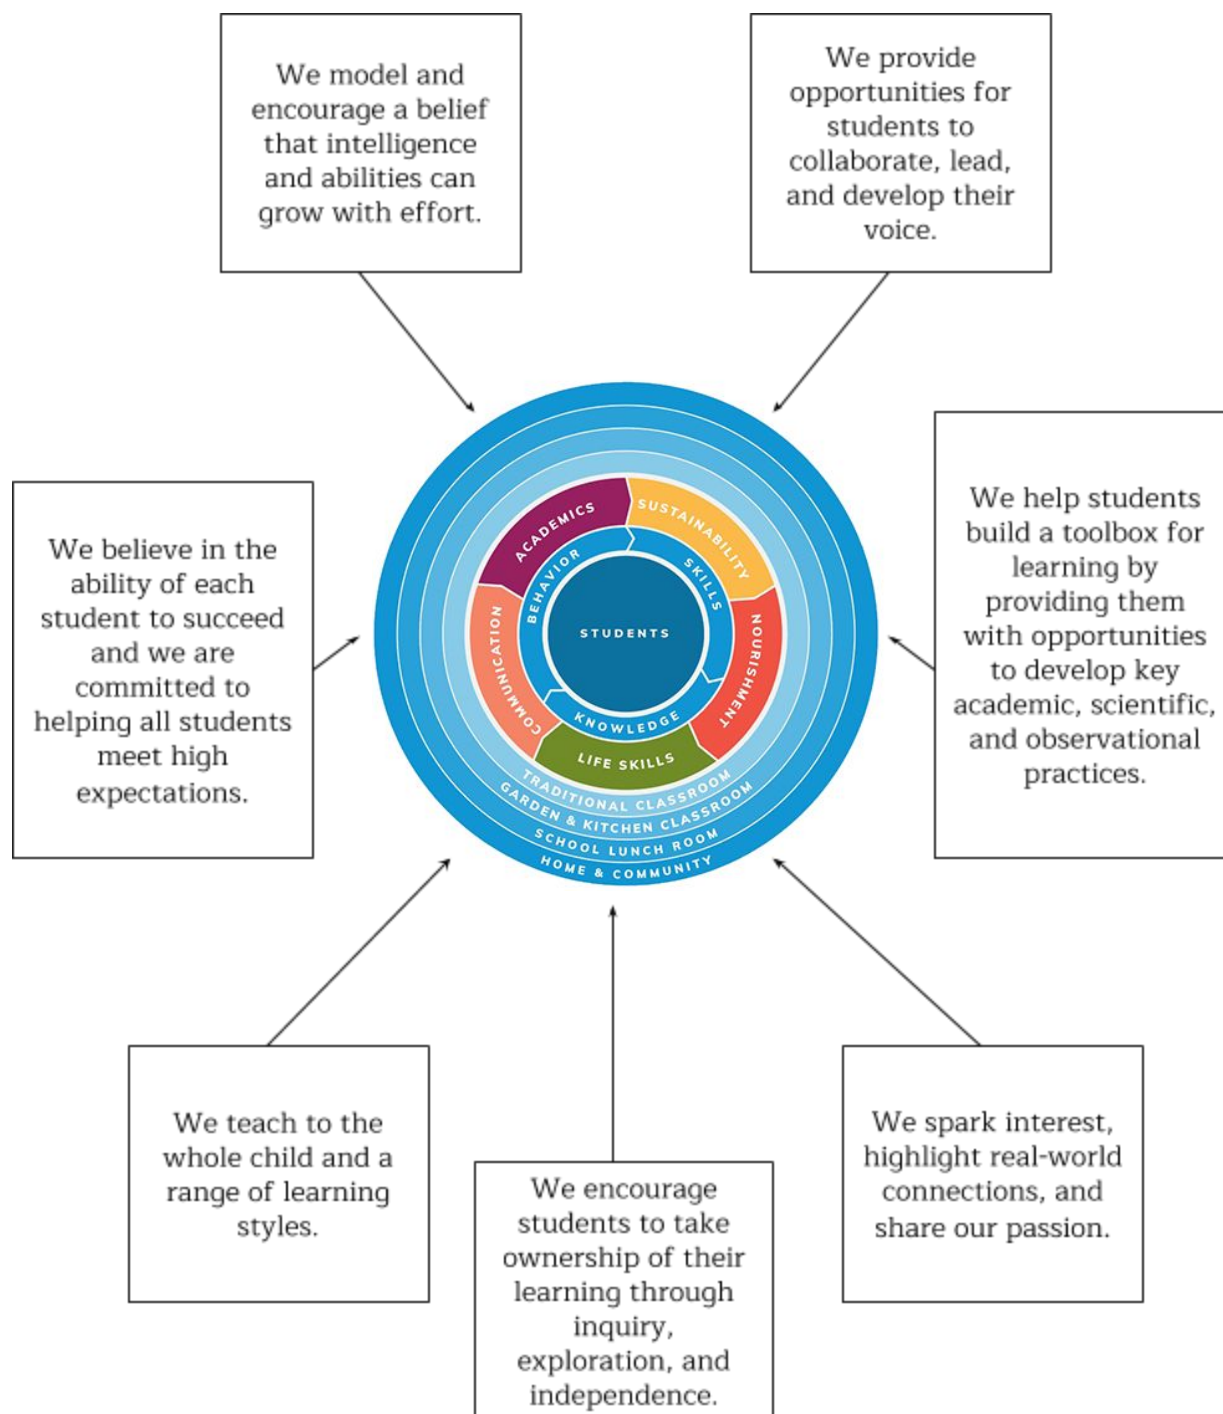 We model and
encourage a belief
that intelligence
and abilities can
grow with effort.
We provide
opportunities for
students to
collaborate, lead,
and develop their
voice.
We believe in the
ability of each
student to succeed
and we are
committed to
helping all students
meet high
expectations.
ACADEMICS
SUSTAINABILITY
NOURISHMENT
LIFE SKILLS
COMMUNICATION
BEHAVIOR
SKILLS
KNOWLEDGE
STUDENTS
TRADITIONAL CLASSROOM
GARDEN & KITCHEN CLASSROOM
SCHOOL LUNCH ROOM
HOME & COMMUNITY
We help students
build a toolbox for
learning by
providing them
with opportunities
to develop key
academic, scientific,
and observational
practices.
We teach to the
whole child and a
range of learning
styles.
We encourage
students to take
ownership of their
learning through
inquiry,
exploration, and
independence.
We spark interest,
highlight real-world
connections, and
share our passion.